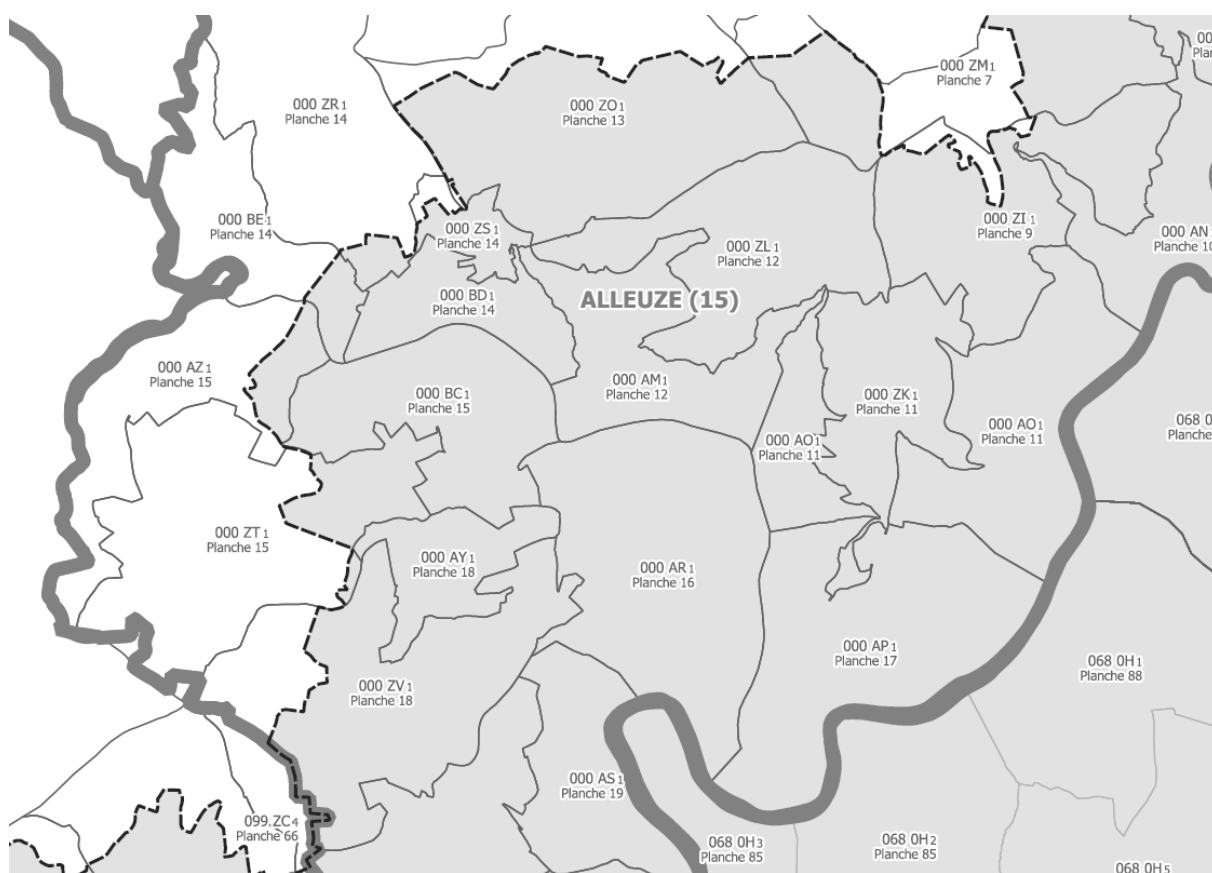 00
Plan
000 ZM1
Planche 7
000 ZR1
Planche 14
000 ZO1
Planche 13
000 BE1
Planche 14
000 ZS1
Planche 14
000 ZI1
Planche 9
000 AN
Planche 10
000 ZL1
Planche 12
000 BD1
Planche 14
ALLEUZE (15)
000 AZ1
Planche 15
000 BC1
Planche 15
000 AM1
Planche 12
000 ZK1
Planche 11
000 AO1
Planche 11
000 AO1
Planche 11
068 0
Planche
000 ZT1
Planche 15
000 AY1
Planche 18
000 AR1
Planche 16
000 AP1
Planche 17
068 0H1
Planche 88
000 ZV1
Planche 18
000 AS1
Planche 19
099.ZC4
Planche 66
068 0H3
Planche 85
068 0H2
Planche 85
068 0H5